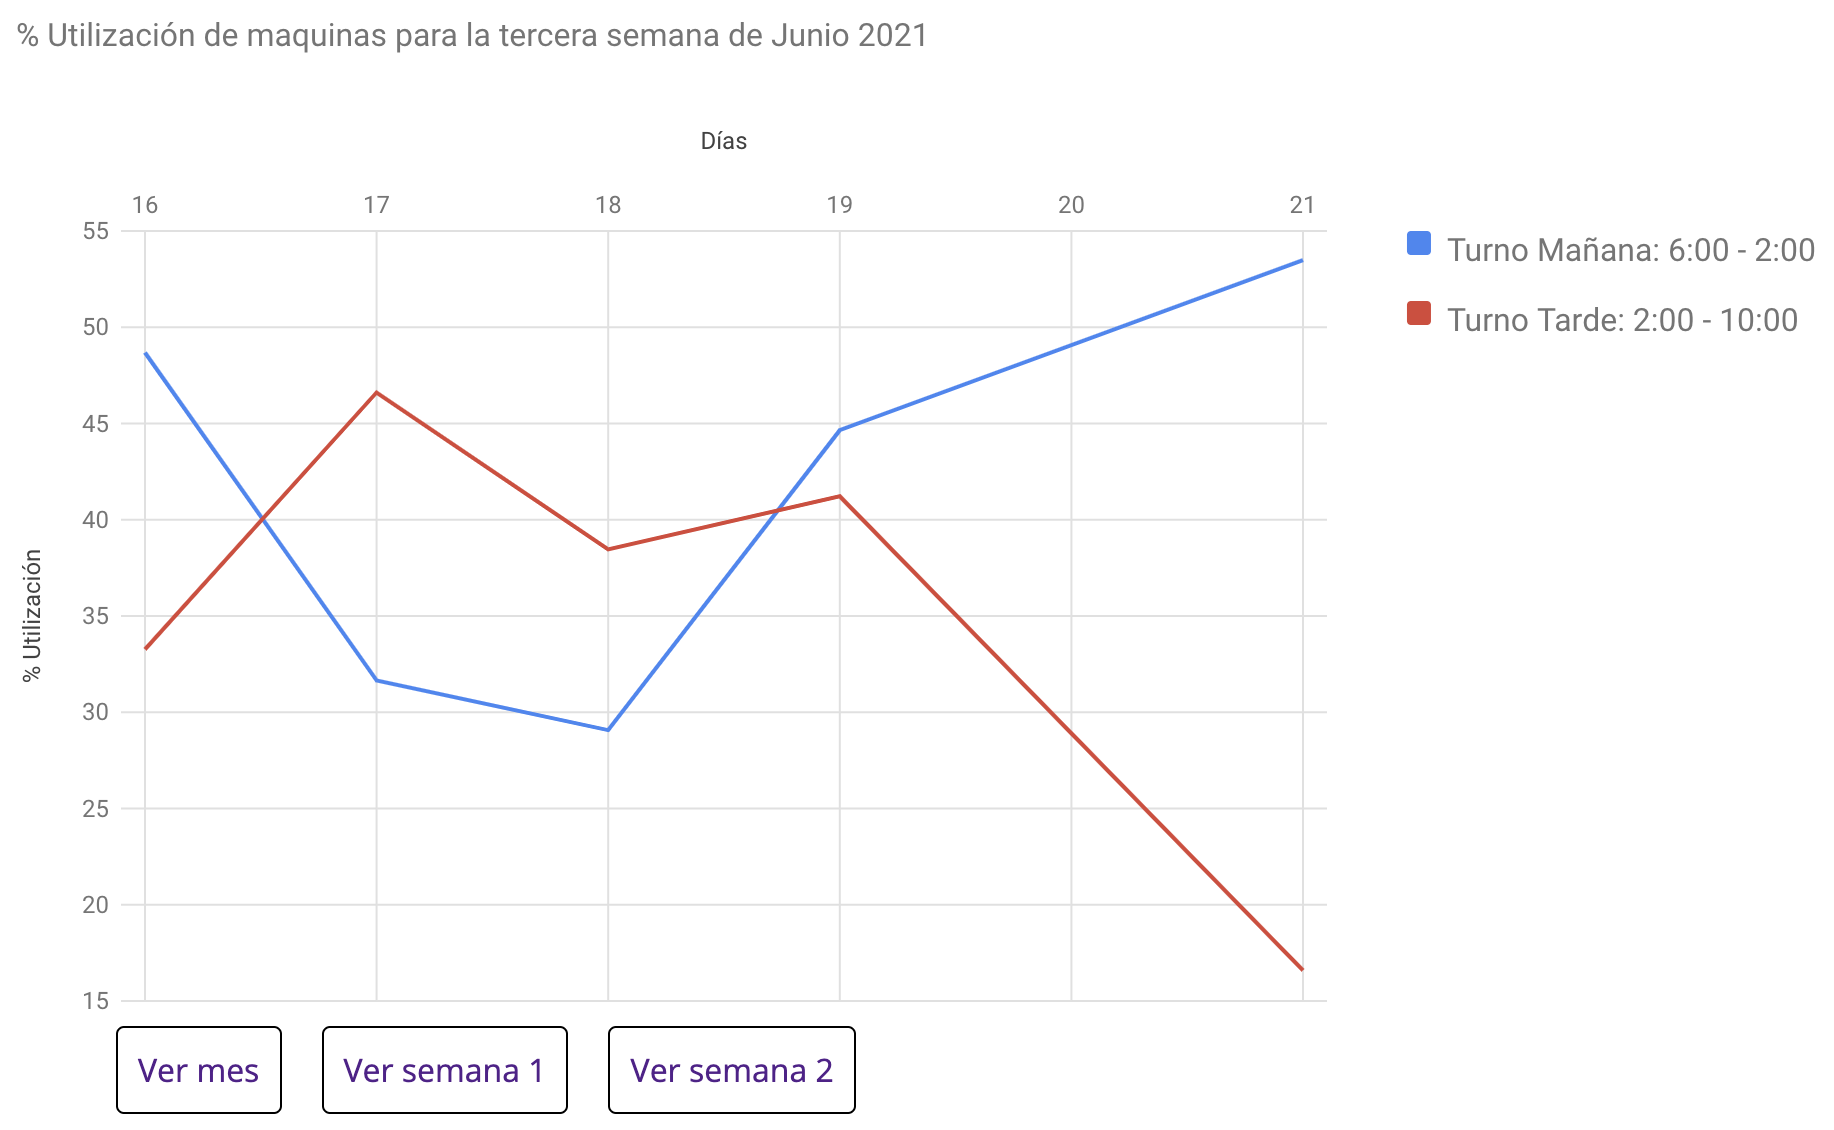 % Utilización de maquinas para la tercera semana de Junio 2021
Días
16 17 18 19 20 21
55
50
45
40
35
30
25
20
15
% Utilización
Turno Mañana: 6:00 - 2:00
Turno Tarde: 2:00 - 10:00
Ver mes
Ver semana 1
Ver semana 2